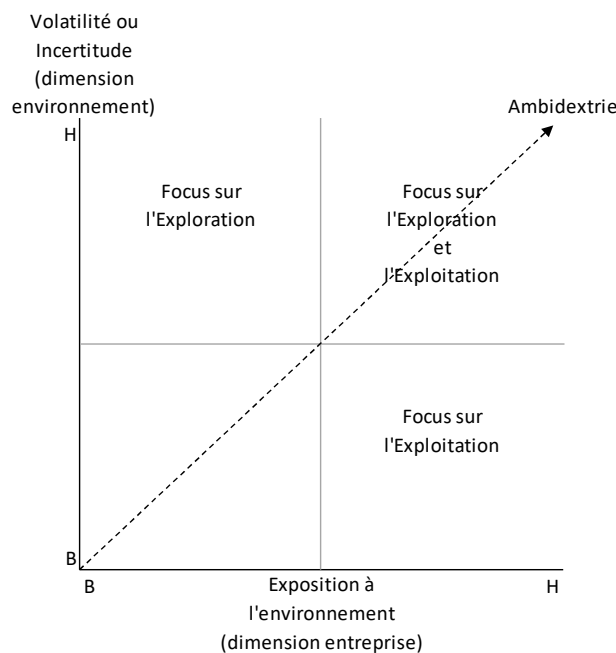 Volatilité ou
Incertitude
(dimension
environnement)
Ambidextrie
H
Focus sur
l'Exploration
Focus sur
l'Exploration
et
l'Exploitation
Focus sur
l'Exploitation
B
B
Exposition à
l'environnement
(dimension entreprise)
H